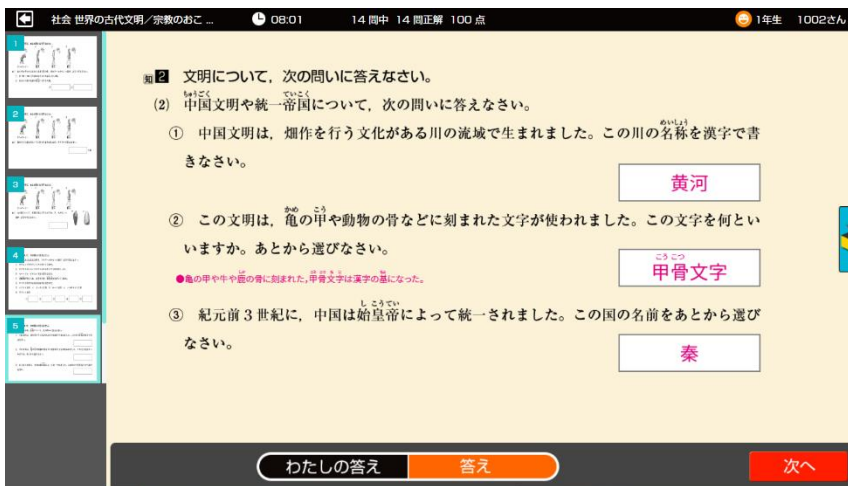 社会 世界の古代文明／宗教のおこ ...
08:01
14 問中 14 問正解 100 点
1年生 1002さん
1
2
3
4
5
知 2 文明について，次の問いに答えなさい。
(2) 中国文明や統一帝国について，次の問いに答えなさい。
① 中国文明は，畑作を行う文化がある川の流域で生まれました。この川の名称を漢字で書
きなさい。
黄河
② この文明は，亀の甲や動物の骨などに刻まれた文字が使われました。この文字を何とい
いますか。あとから選びなさい。
甲骨文字
●亀の甲や牛や鹿の骨に刻まれた，甲骨文字は漢字の基になった。
③ 紀元前３世紀に，中国は始皇帝によって統一されました。この国の名前をあとから選び
なさい。
秦
わたしの答え
答え
次へ